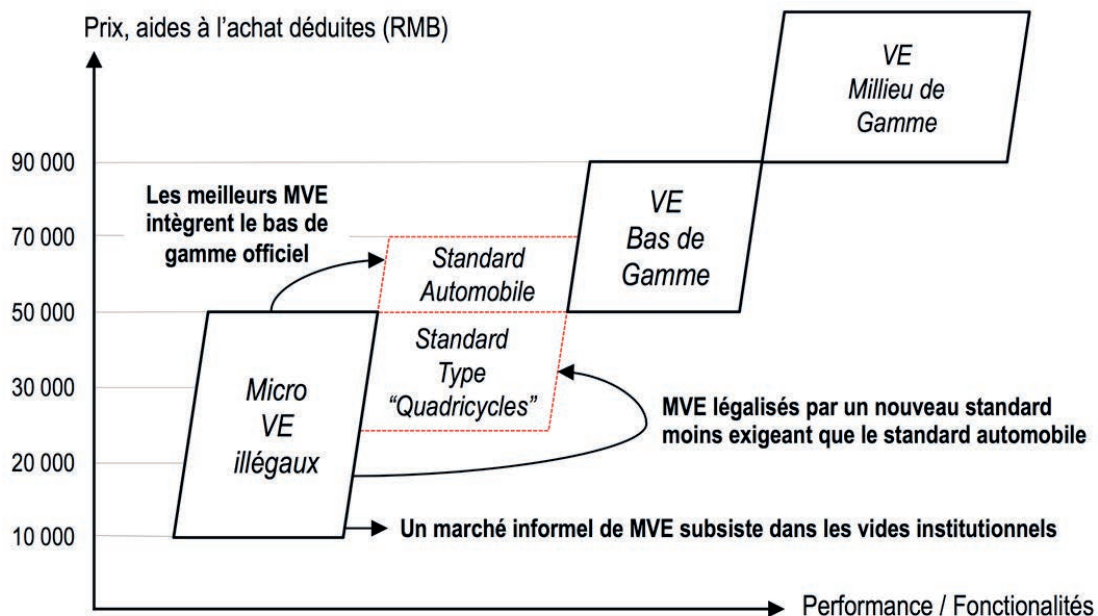 Prix, aides à l'achat déduites (RMB)
VE
Millieu de
Gamme
90 000
Les meilleurs MVE
intègrent le bas de
gamme officiel
VE
Bas de
Gamme
70 000
Standard
Automobile
50 000
Standard
Type
“Quadricycles”
30 000
Micro
VE
illégaux
MVE légalisés par un nouveau standard
moins exigeant que le standard automobile
20 000
Un marché informel de MVE subsiste dans les vides institutionnels
10 000
Performance / Fonctionalités